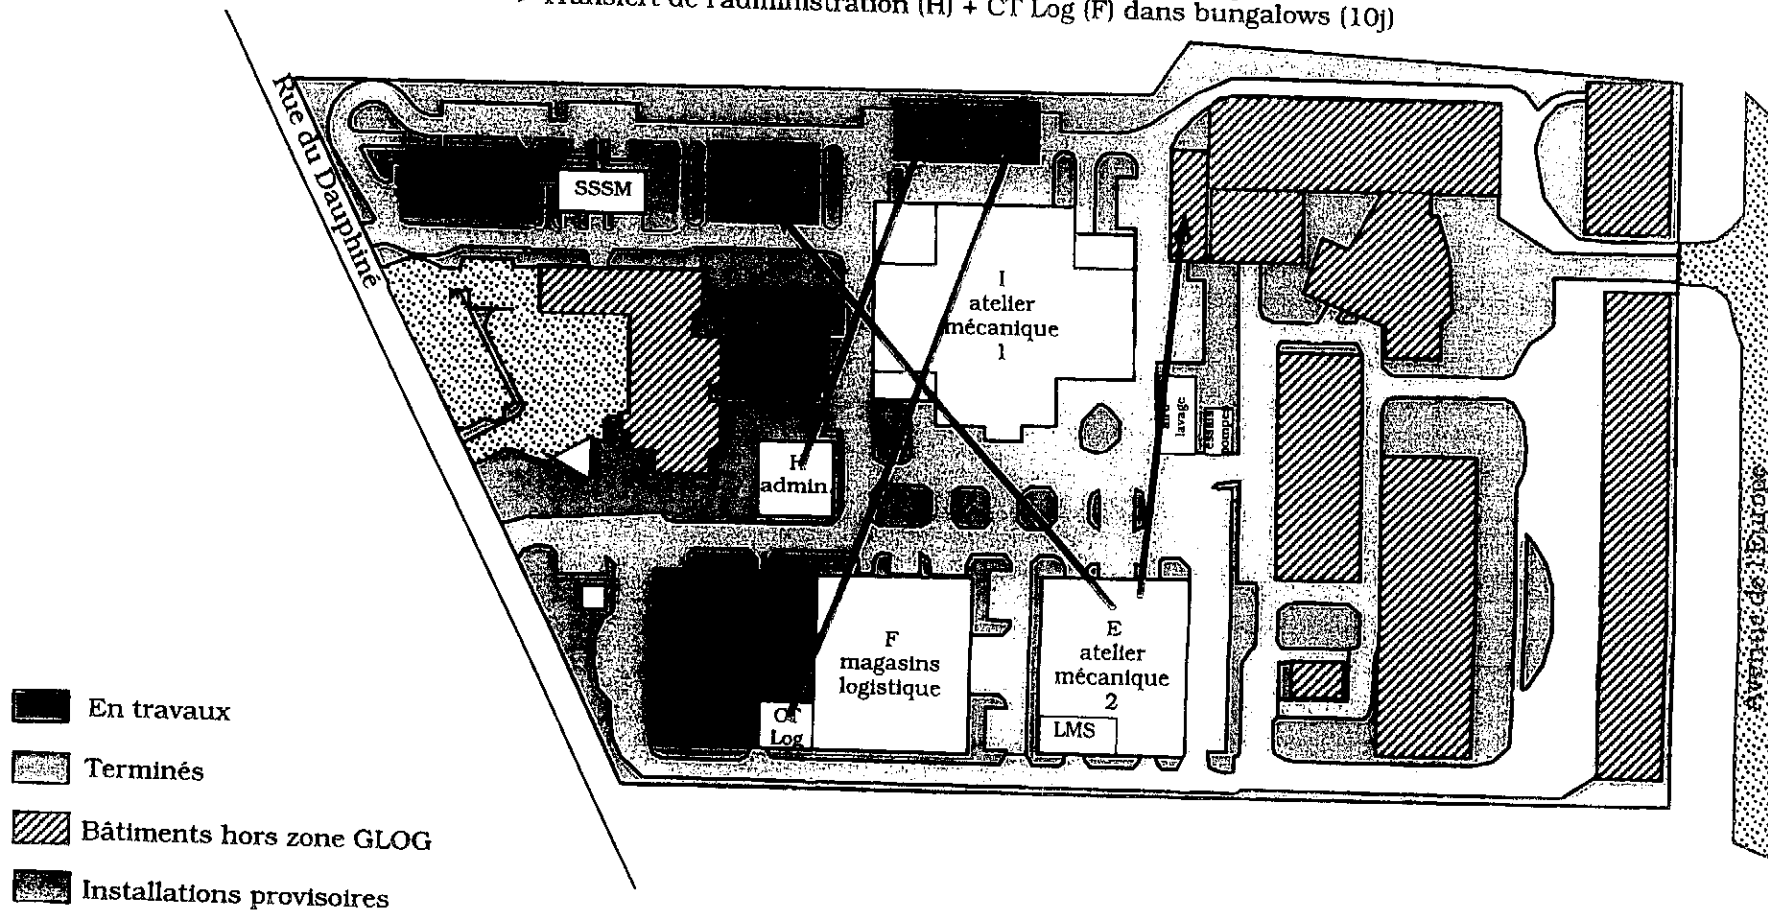 Transfert de l'administration (H) + CT Log (F) dans bungalows (10j)
Rue du Dauphiné
SSSM
I
atelier
mécanique
1
lavage
pompes
H
admin
F
magasins
logistique
E
atelier
mécanique
2
LMS
CT
Log
Avenue de l'Europe
En travaux
Terminés
Bâtiments hors zone GLOG
Installations provisoires